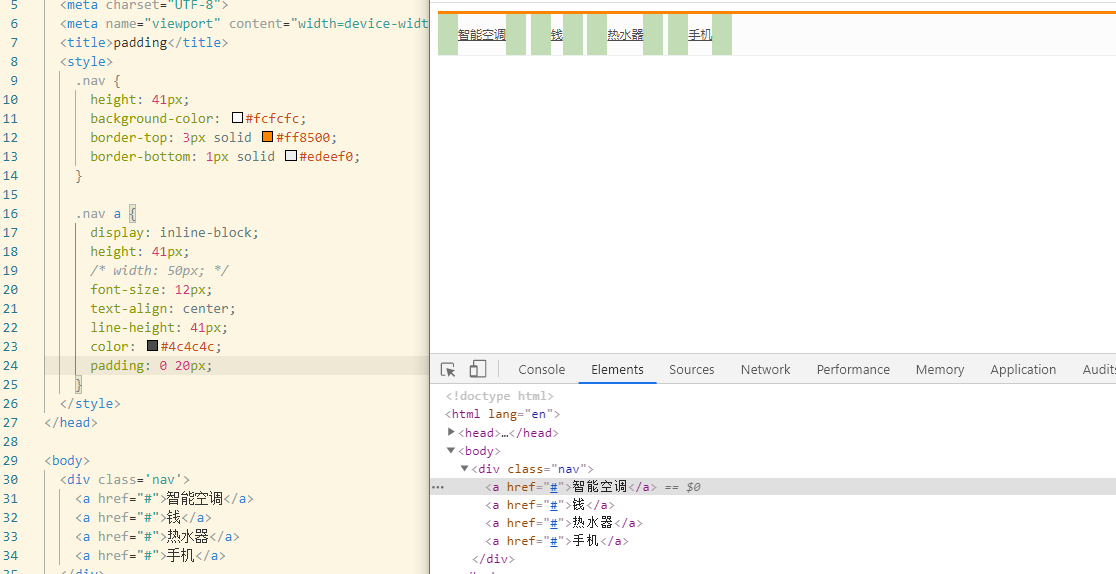 5 <meta charset="UTF-8">
6 <meta name="viewport" content="width=device-widt
7 <title>padding</title>
8 <style>
9 .nav {
10 height: 41px;
11 background-color: #fcfcfc;
12 border-top: 3px solid #ff8500;
13 border-bottom: 1px solid #edeef0;
14 }
15
16 .nav a {
17 display: inline-block;
18 height: 41px;
19 /* width: 50px; */
20 font-size: 12px;
21 text-align: center;
22 line-height: 41px;
23 color: #4c4c4c;
24 padding: 0 20px;
25 }
26 </style>
27 </head>
28
29 <body>
30 <div class='nav'>
31 <a href="#">智能空调</a>
32 <a href="#">钱</a>
33 <a href="#">热水器</a>
34 <a href="#">手机</a>
智能空调 钱 热水器 手机
Console Elements Sources Network Performance Memory Application Audits
<!doctype html>
<html lang="en">
<head>…</head>
<body>
<div class="nav">
<a href="#">智能空调</a> == $0
<a href="#">钱</a>
<a href="#">热水器</a>
<a href="#">手机</a>
</div>